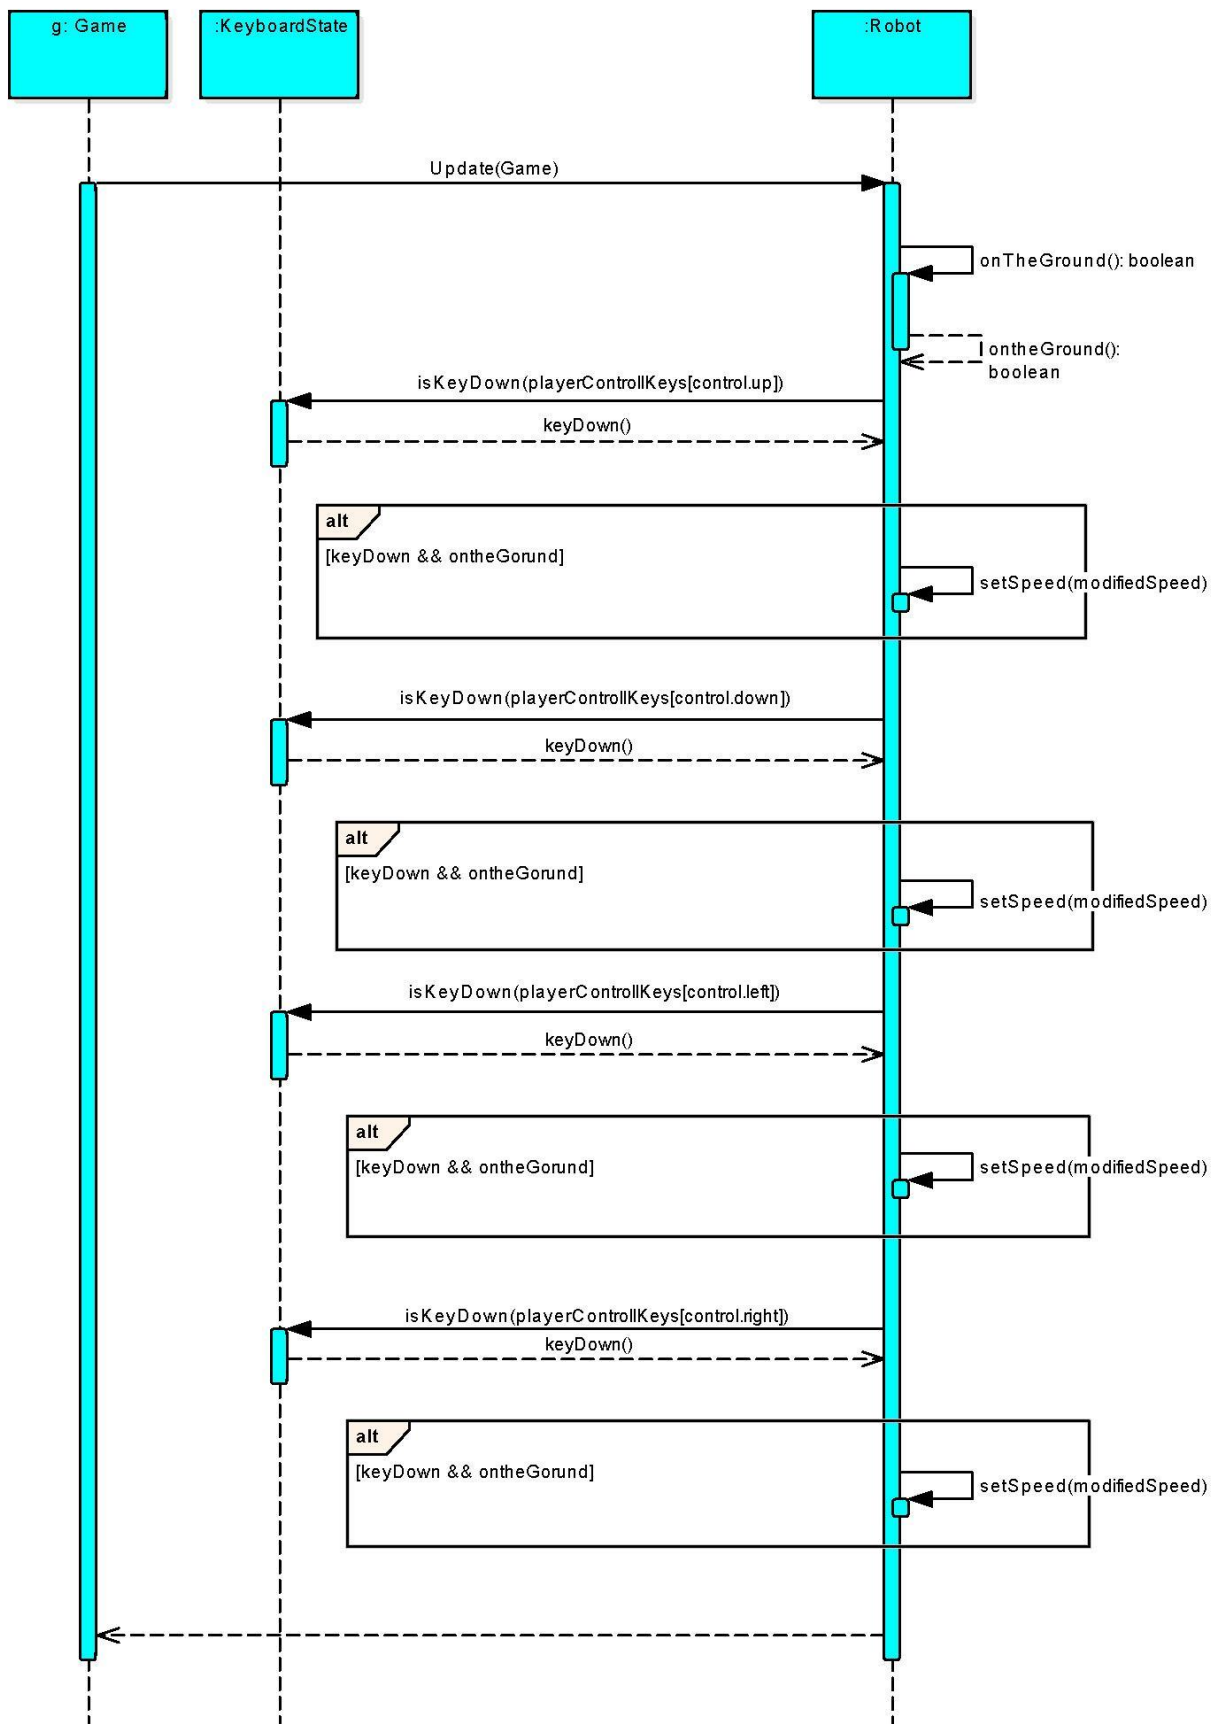 g: Game
:KeyboardState
:Robot
Update(Game)
onTheGround(): boolean
ontheGround():
boolean
isKeyDown(playerControllKeys[control.up])
keyDown()
alt
[keyDown && ontheGorund]
setSpeed(modifiedSpeed)
isKeyDown(playerControllKeys[control.down])
keyDown()
alt
[keyDown && ontheGorund]
setSpeed(modifiedSpeed)
isKeyDown(playerControllKeys[control.left])
keyDown()
alt
[keyDown && ontheGorund]
setSpeed(modifiedSpeed)
isKeyDown(playerControllKeys[control.right])
keyDown()
alt
[keyDown && ontheGorund]
setSpeed(modifiedSpeed)